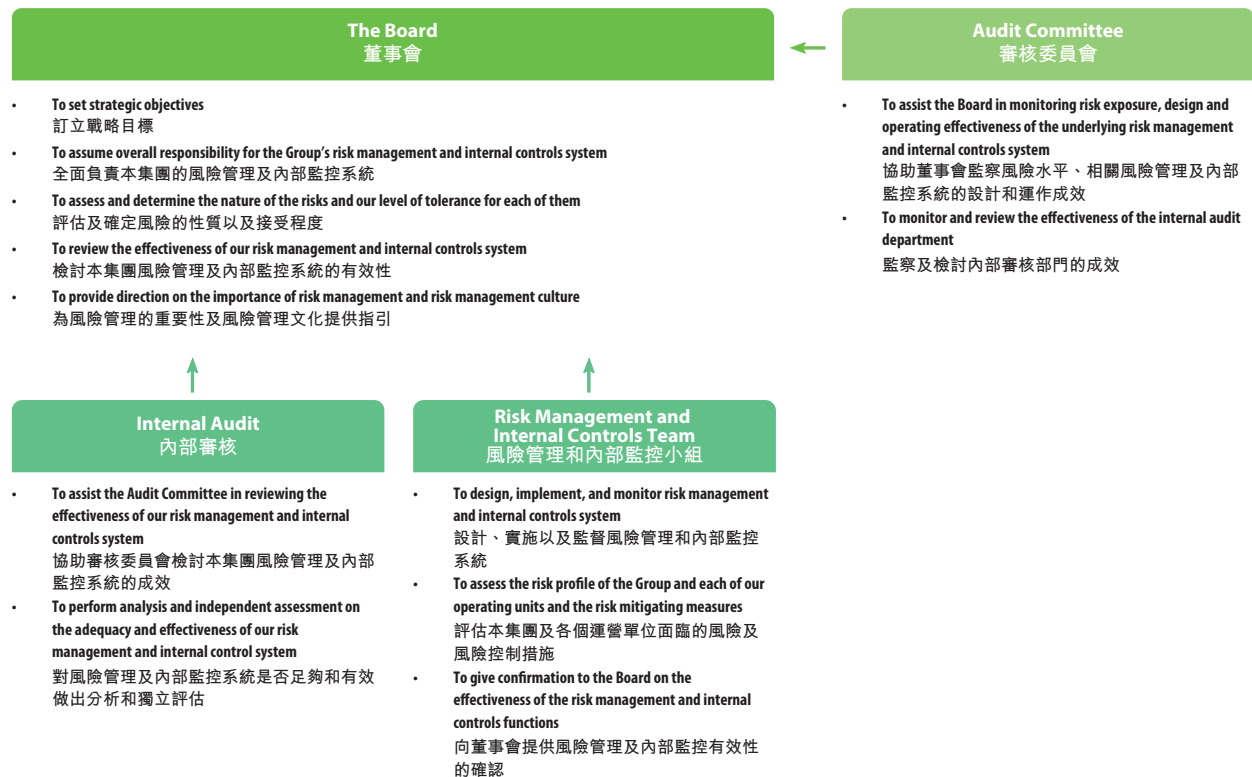 The Board
董事會
• To set strategic objectives
訂立戰略目標
• To assume overall responsibility for the Group's risk management and internal controls system
全面負責本集團的風險管理及內部監控系統
• To assess and determine the nature of the risks and our level of tolerance for each of them
評估及確定風險的性質以及接受程度
• To review the effectiveness of our risk management and internal controls system
檢討本集團風險管理及內部監控系統的有效性
• To provide direction on the importance of risk management and risk management culture
為風險管理的重要性及風險管理文化提供指引
Audit Committee
審核委員會
• To assist the Board in monitoring risk exposure, design and
operating effectiveness of the underlying risk management
and internal controls system
協助董事會監察風險水平、相關風險管理及內部
監控系統的設計和運作成效
• To monitor and review the effectiveness of the internal audit
department
監察及檢討內部審核部門的成效
Internal Audit
內部審核
• To assist the Audit Committee in reviewing the
effectiveness of our risk management and internal
controls system
協助審核委員會檢討本集團風險管理及內部
監控系統的成效
• To perform analysis and independent assessment on
the adequacy and effectiveness of our risk
management and internal control system
對風險管理及內部監控系統是否足夠和有效
做出分析和獨立評估
Risk Management and
Internal Controls Team
風險管理和內部監控小組
• To design, implement, and monitor risk management
and internal controls system
設計、實施以及監督風險管理和內部監控
系統
• To assess the risk profile of the Group and each of our
operating units and the risk mitigating measures
評估本集團及各個運營單位面臨的風險及
風險控制措施
• To give confirmation to the Board on the
effectiveness of the risk management and internal
controls functions
向董事會提供風險管理及內部監控有效性
的確認